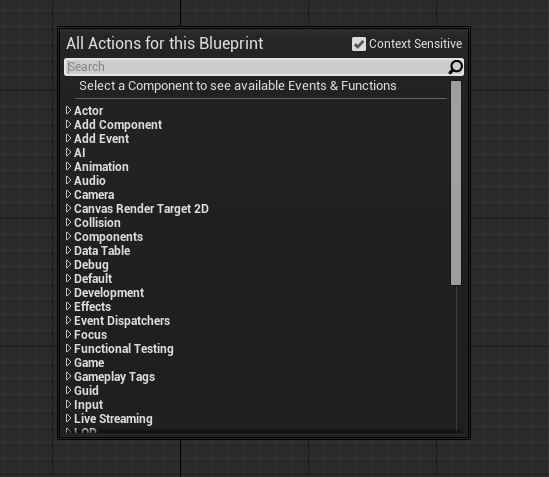 All Actions for this Blueprint
Context Sensitive
Search
Select a Component to see available Events & Functions
Actor
Add Component
Add Event
AI
Animation
Audio
Camera
Canvas Render Target 2D
Collision
Components
Data Table
Debug
Default
Development
Effects
Event Dispatchers
Focus
Functional Testing
Game
Gameplay Tags
Guid
Input
Live Streaming